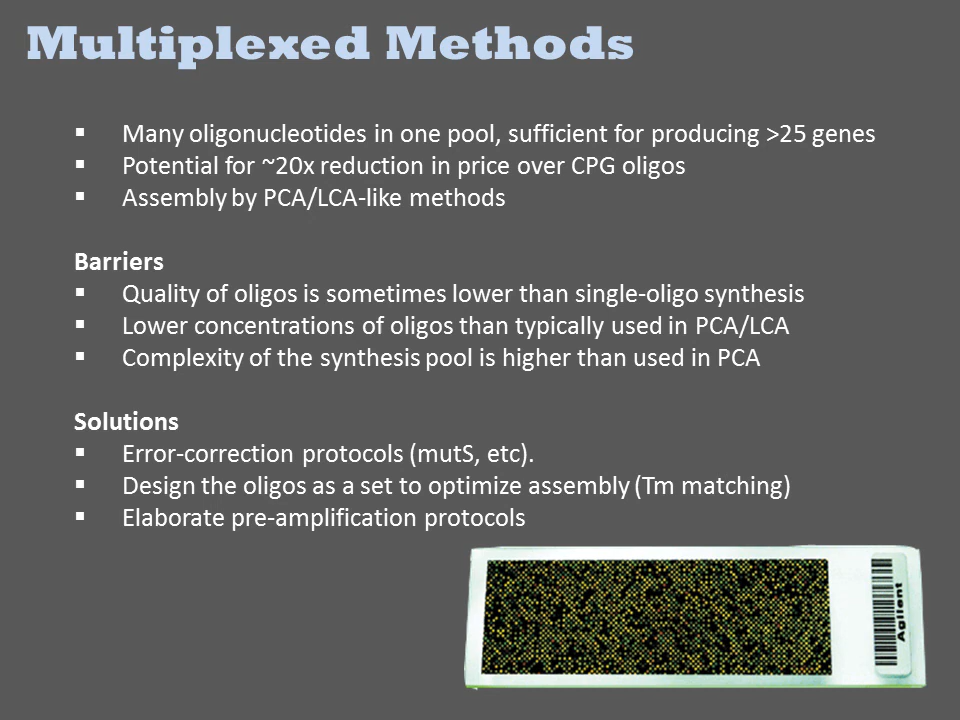 Multiplexed Methods
▪ Many oligonucleotides in one pool, sufficient for producing >25 genes
▪ Potential for ~20x reduction in price over CPG oligos
▪ Assembly by PCA/LCA-like methods
Barriers
▪ Quality of oligos is sometimes lower than single-oligo synthesis
▪ Lower concentrations of oligos than typically used in PCA/LCA
▪ Complexity of the synthesis pool is higher than used in PCA
Solutions
▪ Error-correction protocols (mutS, etc).
▪ Design the oligos as a set to optimize assembly (Tm matching)
▪ Elaborate pre-amplification protocols
Agilent